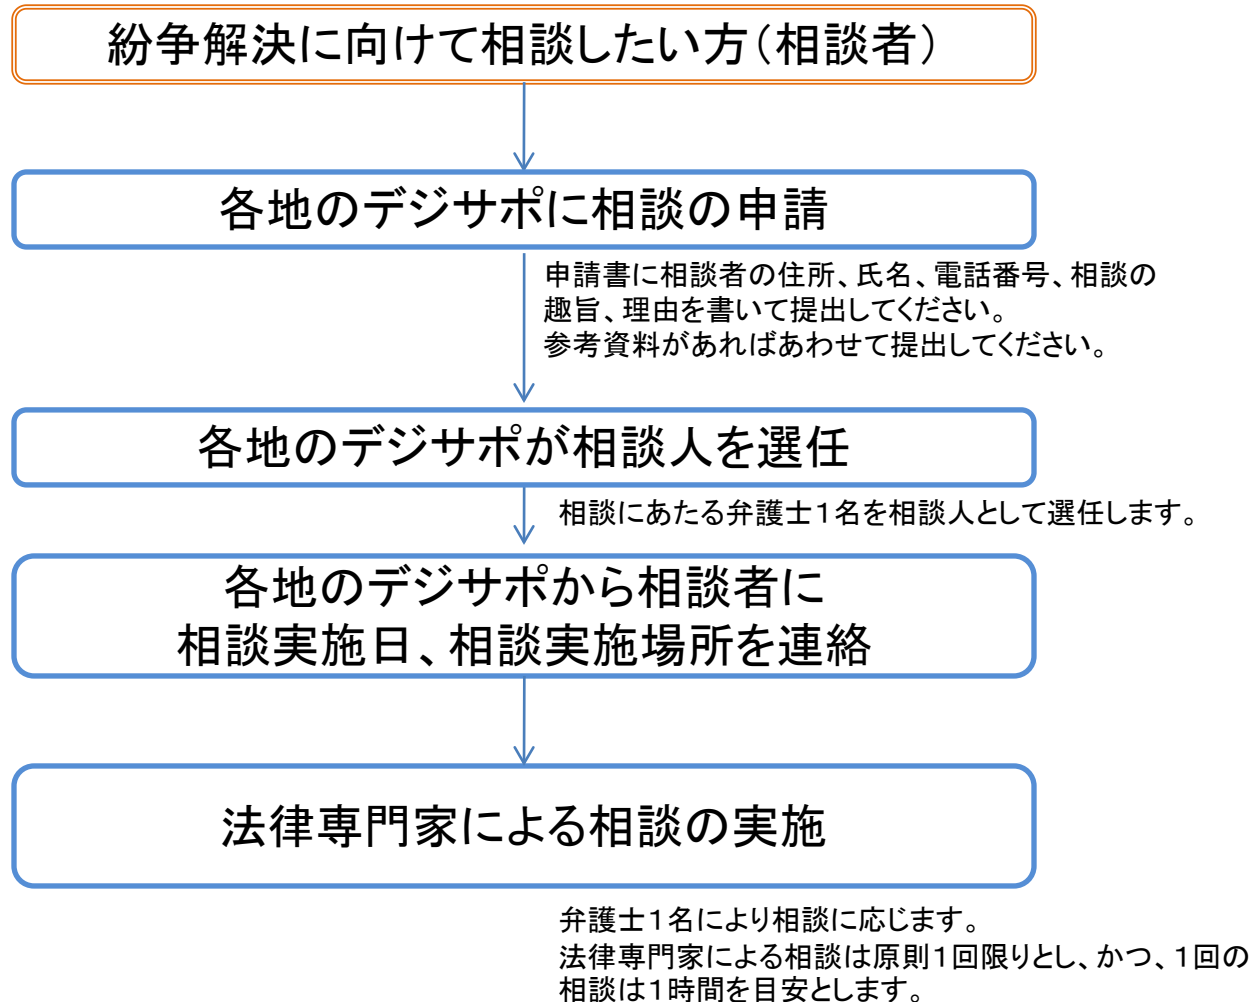 紛争解決に向けて相談したい方（相談者）
各地のデジサポに相談の申請
申請書に相談者の住所、氏名、電話番号、相談の
趣旨、理由を書いて提出してください。
参考資料があればあわせて提出してください。
各地のデジサポが相談人を選任
相談にあたる弁護士１名を相談人として選任します。
各地のデジサポから相談者に
相談実施日、相談実施場所を連絡
法律専門家による相談の実施
弁護士１名により相談に応じます。
法律専門家による相談は原則１回限りとし、かつ、１回の
相談は１時間を目安とします。